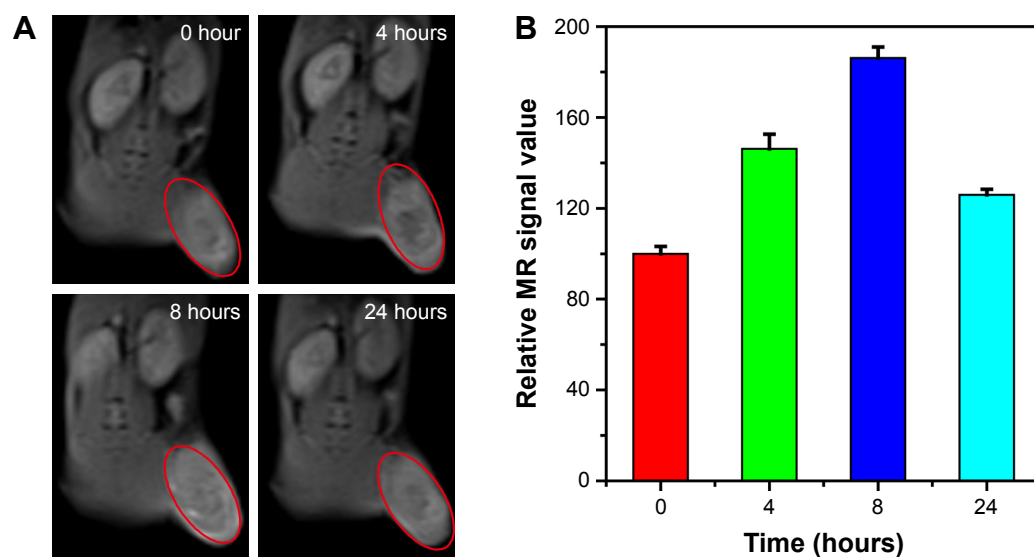 A
0 hour
4 hours
8 hours
24 hours
B
Relative MR signal value
200
160
120
80
40
0
0
4
8
24
Time (hours)